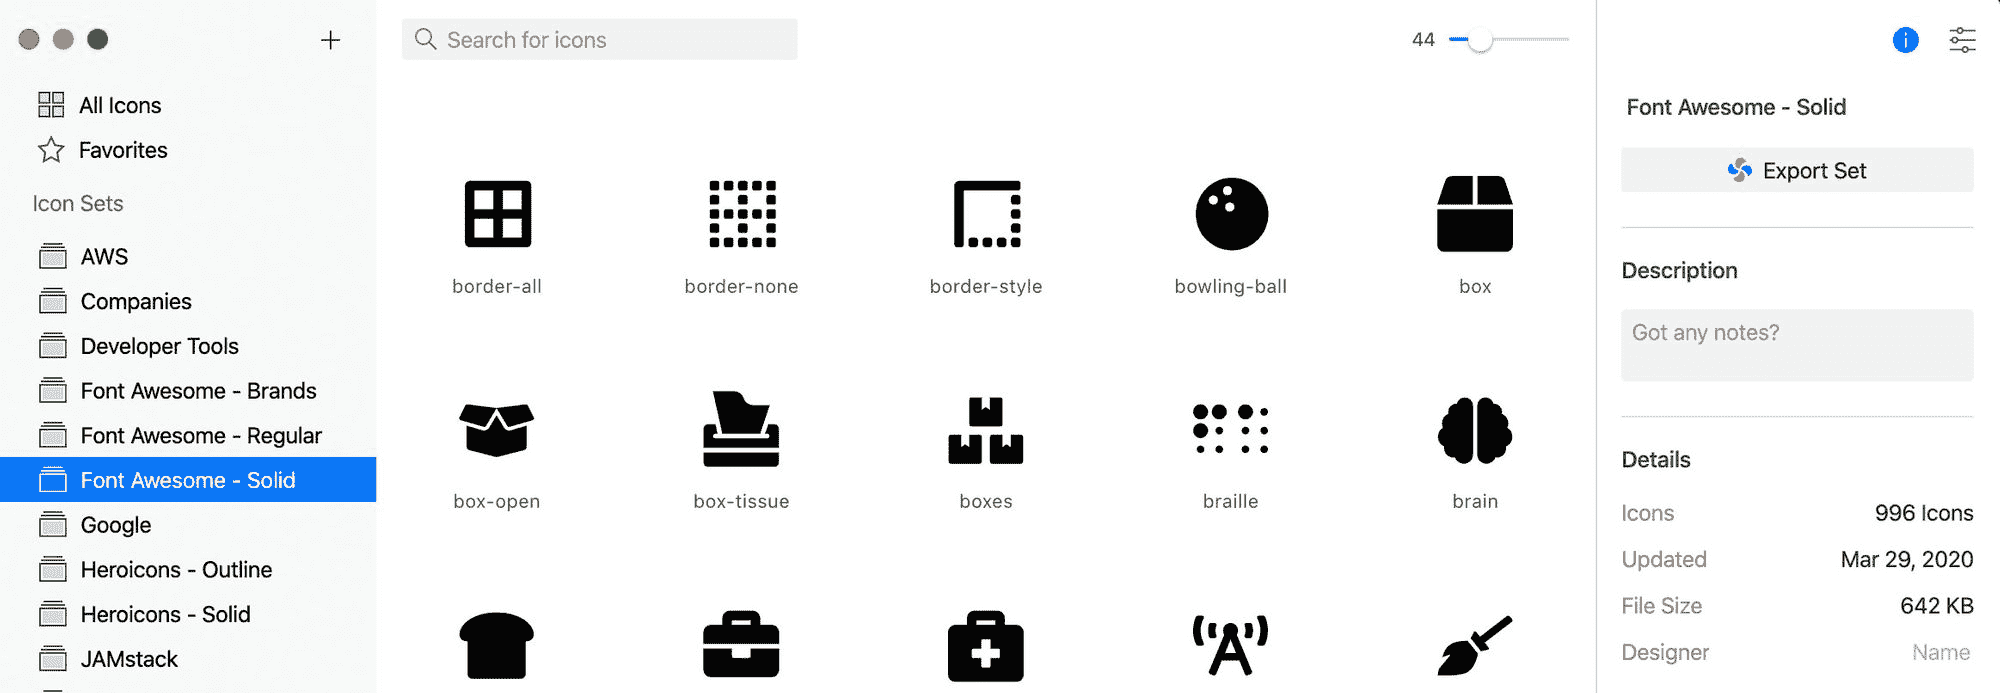 All Icons
Favorites
Icon Sets
AWS
Companies
Developer Tools
Font Awesome - Brands
Font Awesome - Regular
Font Awesome - Solid
Google
Heroicons - Outline
Heroicons - Solid
JAMstack
Search for icons
44
border-all
border-none
border-style
bowling-ball
box
box-open
box-tissue
boxes
braille
brain
Font Awesome - Solid
Export Set
Description
Got any notes?
Details
Icons 996 Icons
Updated Mar 29, 2020
File Size 642 KB
Designer Name